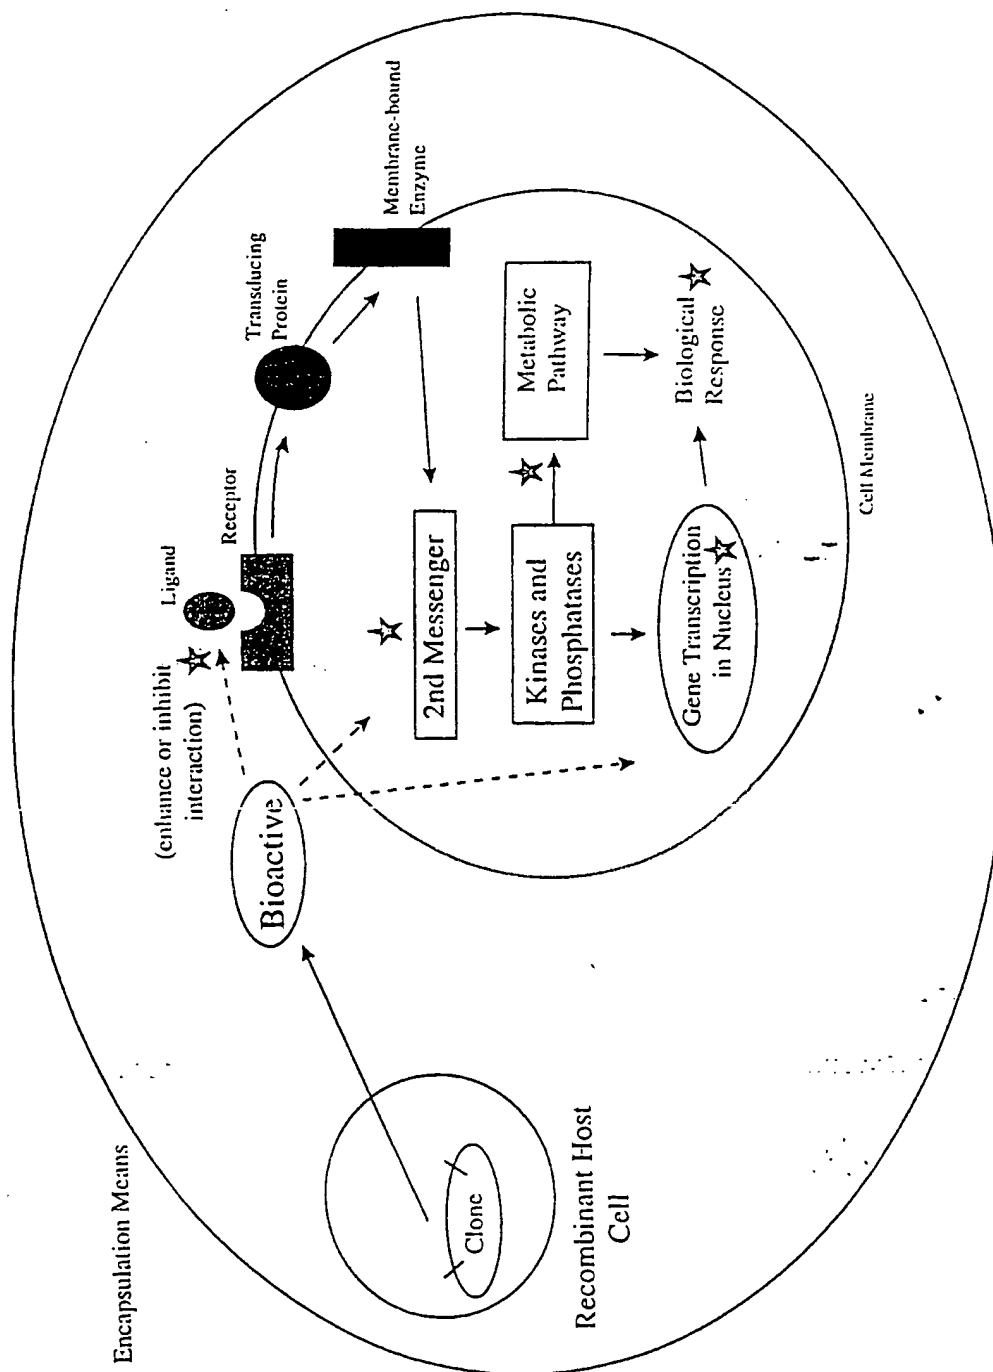 Encapsulation Means
Recombinant Host
Cell
Clone
Bioactive
(enhance or inhibit
interaction)
Ligand
Receptor
Transducing
Protein
Membrane-bound
Enzyme
2nd Messenger
Kinases and
Phosphatases
Metabolic
Pathway
Gene Transcription
in Nucleus
Biological
Response
Cell Membrane